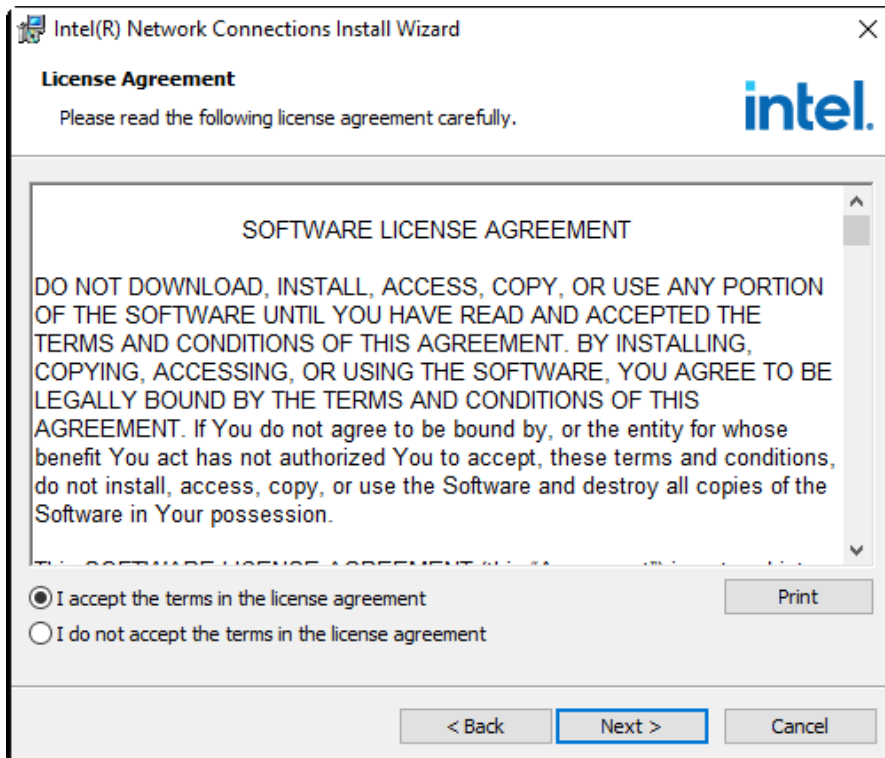 Intel(R) Network Connections Install Wizard
License Agreement
Please read the following license agreement carefully.
intel.
SOFTWARE LICENSE AGREEMENT
DO NOT DOWNLOAD, INSTALL, ACCESS, COPY, OR USE ANY PORTION
OF THE SOFTWARE UNTIL YOU HAVE READ AND ACCEPTED THE
TERMS AND CONDITIONS OF THIS AGREEMENT. BY INSTALLING,
COPYING, ACCESSING, OR USING THE SOFTWARE, YOU AGREE TO BE
LEGALLY BOUND BY THE TERMS AND CONDITIONS OF THIS
AGREEMENT. If You do not agree to be bound by, or the entity for whose
benefit You act has not authorized You to accept, these terms and conditions,
do not install, access, copy, or use the Software and destroy all copies of the
Software in Your possession.
This SOFTWARE LICENSE AGREEMENT (this
I accept the terms in the license agreement
Print
I do not accept the terms in the license agreement
< Back
Next >
Cancel